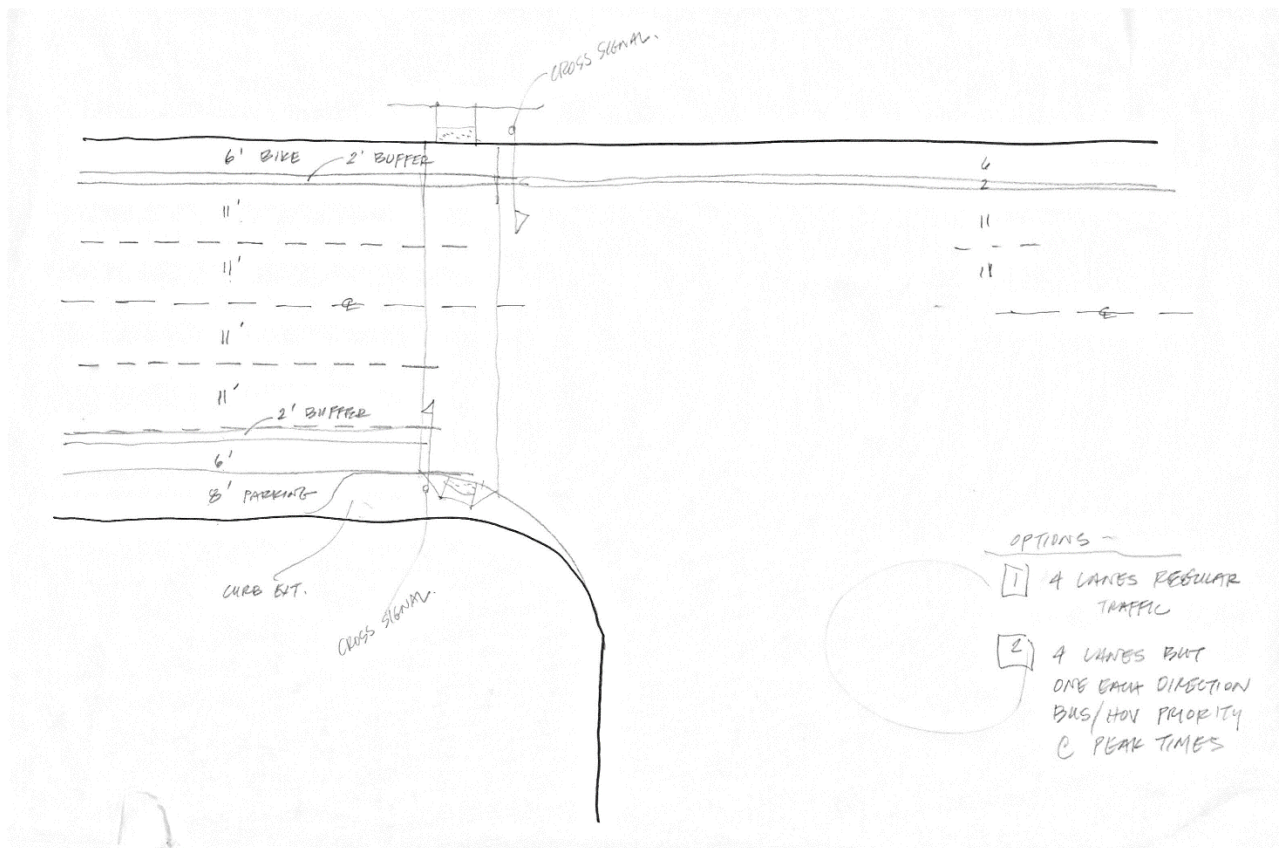 CROSS SIGNAL.
6' BIKE
2' BUFFER
6
2
11'
11
11'
11
℄
℄
11'
11'
2' BUFFER
6'
8' PARKING
CURB EXT.
CROSS SIGNAL.
OPTIONS ~
1 4 LANES REGULAR
TRAFFIC
2 4 LANES BUT
ONE EACH DIRECTION
BUS/HOV PRIORITY
@ PEAK TIMES